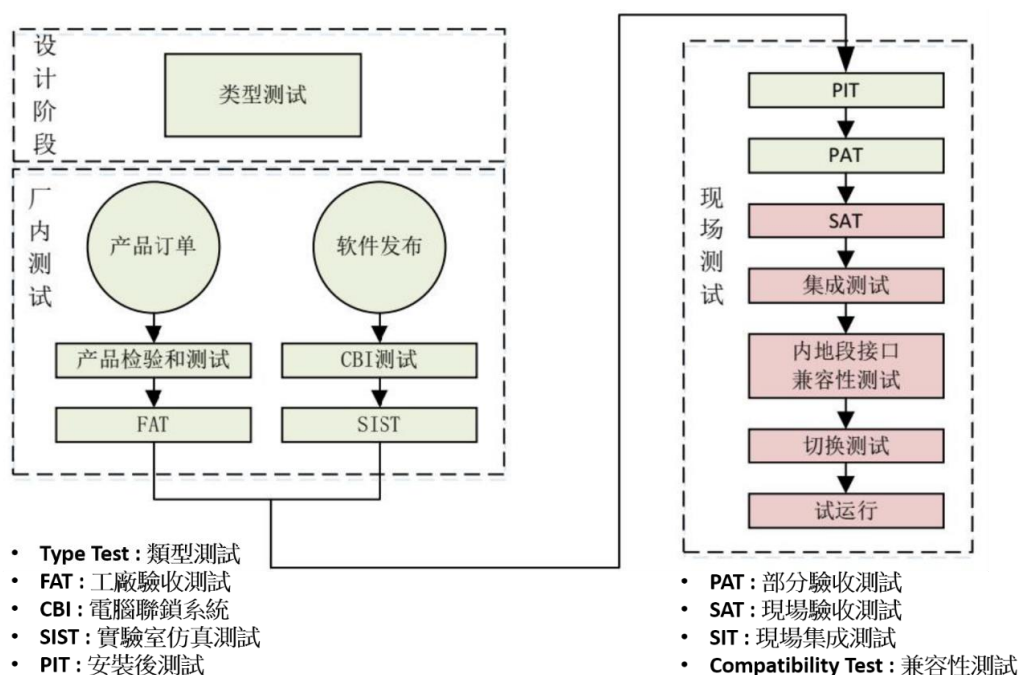 设计阶段
类型测试
厂内测试
产品订单
软件发布
产品检验和测试
CBI测试
FAT
SIST
现场测试
PIT
PAT
SAT
集成测试
内地段接口
兼容性测试
切换测试
试运行
• Type Test : 類型測試
• FAT : 工廠驗收測試
• CBI : 電腦聯鎖系統
• SIST : 實驗室仿真測試
• PIT : 安裝後測試
• PAT : 部分驗收測試
• SAT : 現場驗收測試
• SIT : 現場集成測試
• Compatibility Test : 兼容性測試